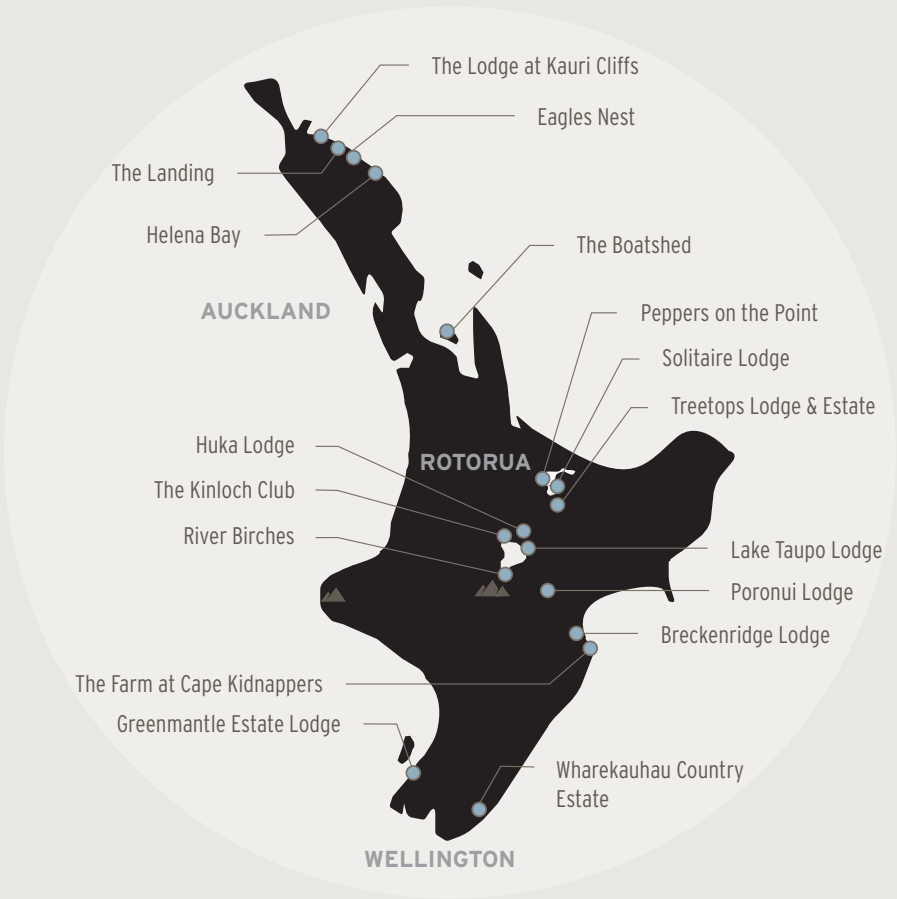 The Lodge at Kauri Cliffs
Eagles Nest
The Landing
Helena Bay
The Boatshed
AUCKLAND
Peppers on the Point
Solitaire Lodge
Treetops Lodge & Estate
Huka Lodge
ROTORUA
The Kinloch Club
River Birches
Lake Taupo Lodge
Poronui Lodge
Breckenridge Lodge
The Farm at Cape Kidnappers
Greenmantle Estate Lodge
Wharekauhau Country
Estate
WELLINGTON